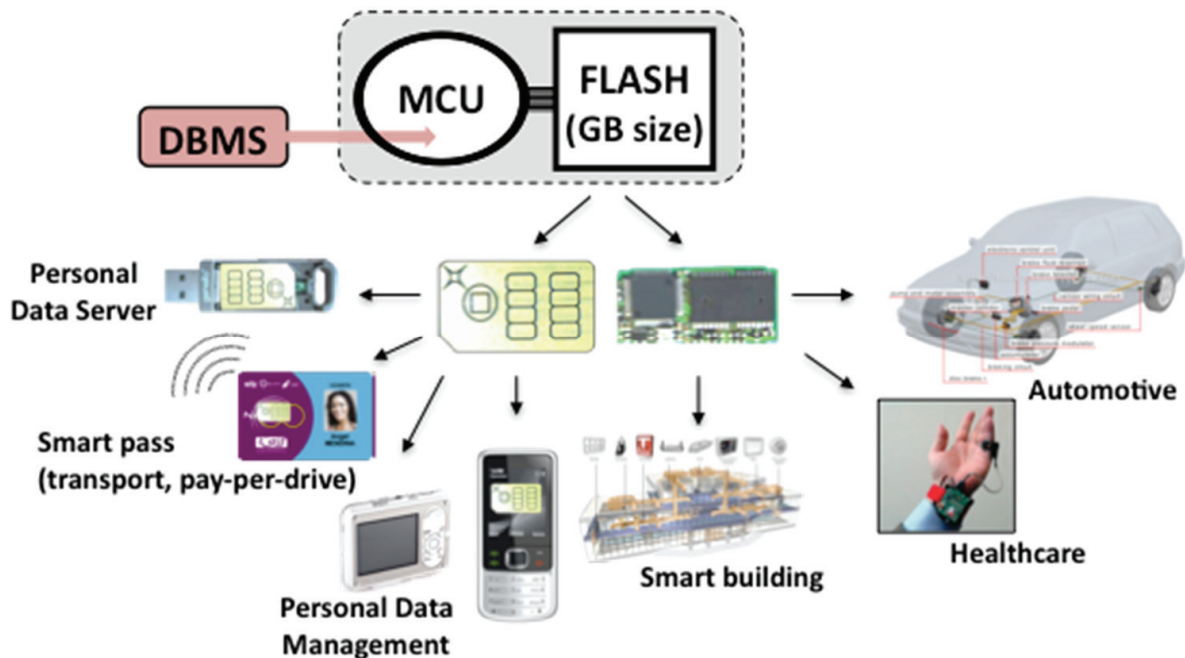 MCU
FLASH
(GB size)
DBMS
Personal
Data Server
Smart pass
(transport, pay-per-drive)
Personal Data
Management
Smart building
Automotive
Healthcare